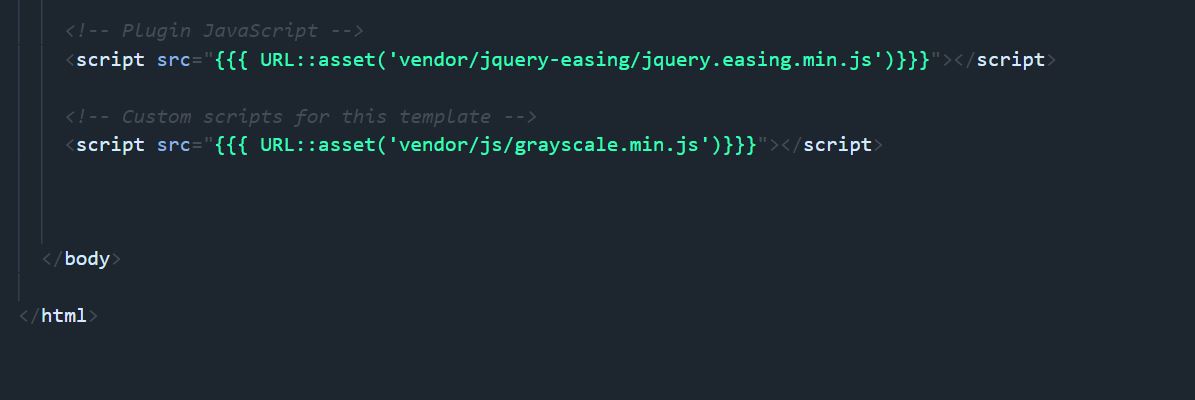 <!-- Plugin JavaScript -->
<script src="{{{ URL::asset('vendor/jquery-easing/jquery.easing.min.js')}}}"></script>
<!-- Custom scripts for this template -->
<script src="{{{ URL::asset('vendor/js/grayscale.min.js')}}}"></script>
</body>
</html>